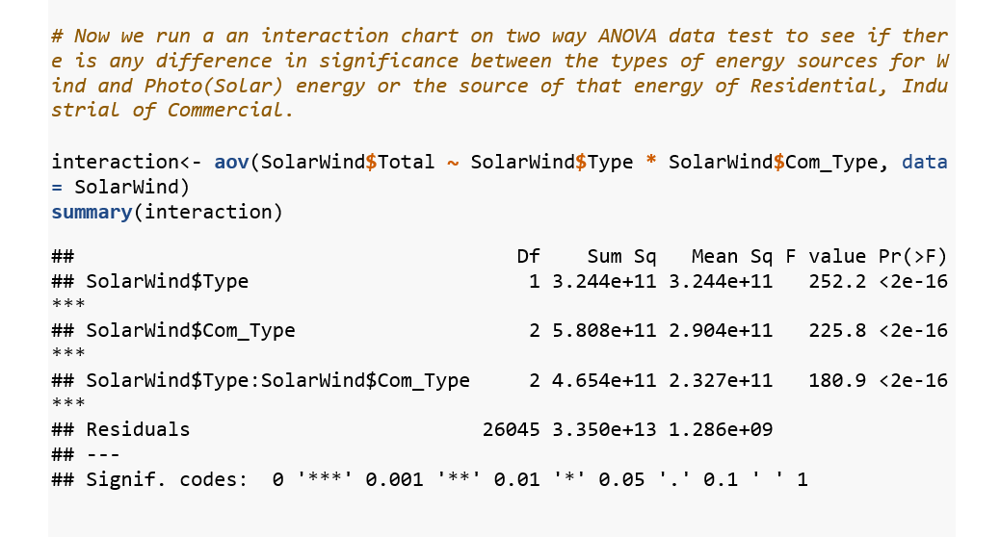 # Now we run a an interaction chart on two way ANOVA data test to see if ther
e is any difference in significance between the types of energy sources for W
ind and Photo(Solar) energy or the source of that energy of Residential, Indu
strial of Commercial.
interaction<- aov(SolarWind$Total ~ SolarWind$Type * SolarWind$Com_Type, data
= SolarWind)
summary(interaction)
##                                       Df    Sum Sq   Mean Sq F value Pr(>F)
## SolarWind$Type                        1 3.244e+11 3.244e+11   252.2 <2e-16
***
## SolarWind$Com_Type                    2 5.808e+11 2.904e+11   225.8 <2e-16
***
## SolarWind$Type:SolarWind$Com_Type     2 4.654e+11 2.327e+11   180.9 <2e-16
***
## Residuals                         26045 3.350e+13 1.286e+09
## ---
## Signif. codes:  0 '***' 0.001 '**' 0.01 '*' 0.05 '.' 0.1 ' ' 1